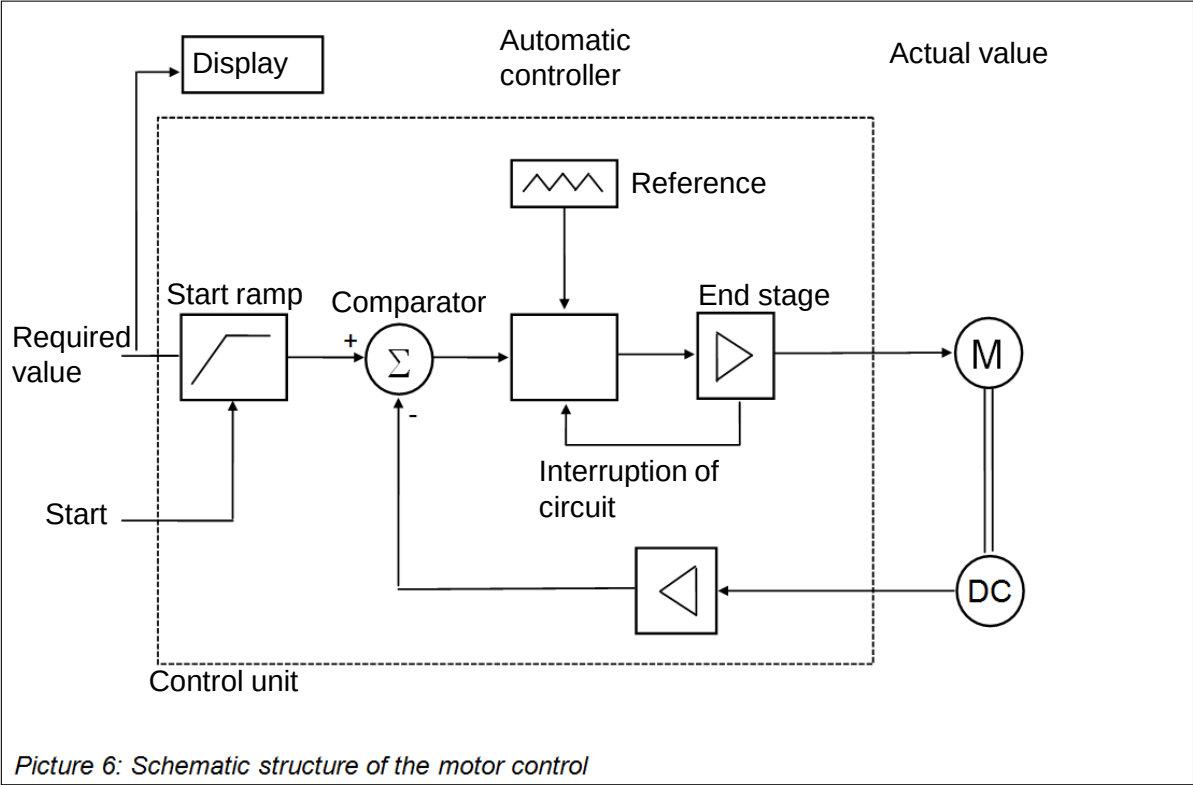 Display
Automatic
controller
Actual value
Reference
Start ramp
Comparator
End stage
Required
value
+
Σ
M
-
Interruption of
circuit
Start
DC
Control unit
Picture 6: Schematic structure of the motor control